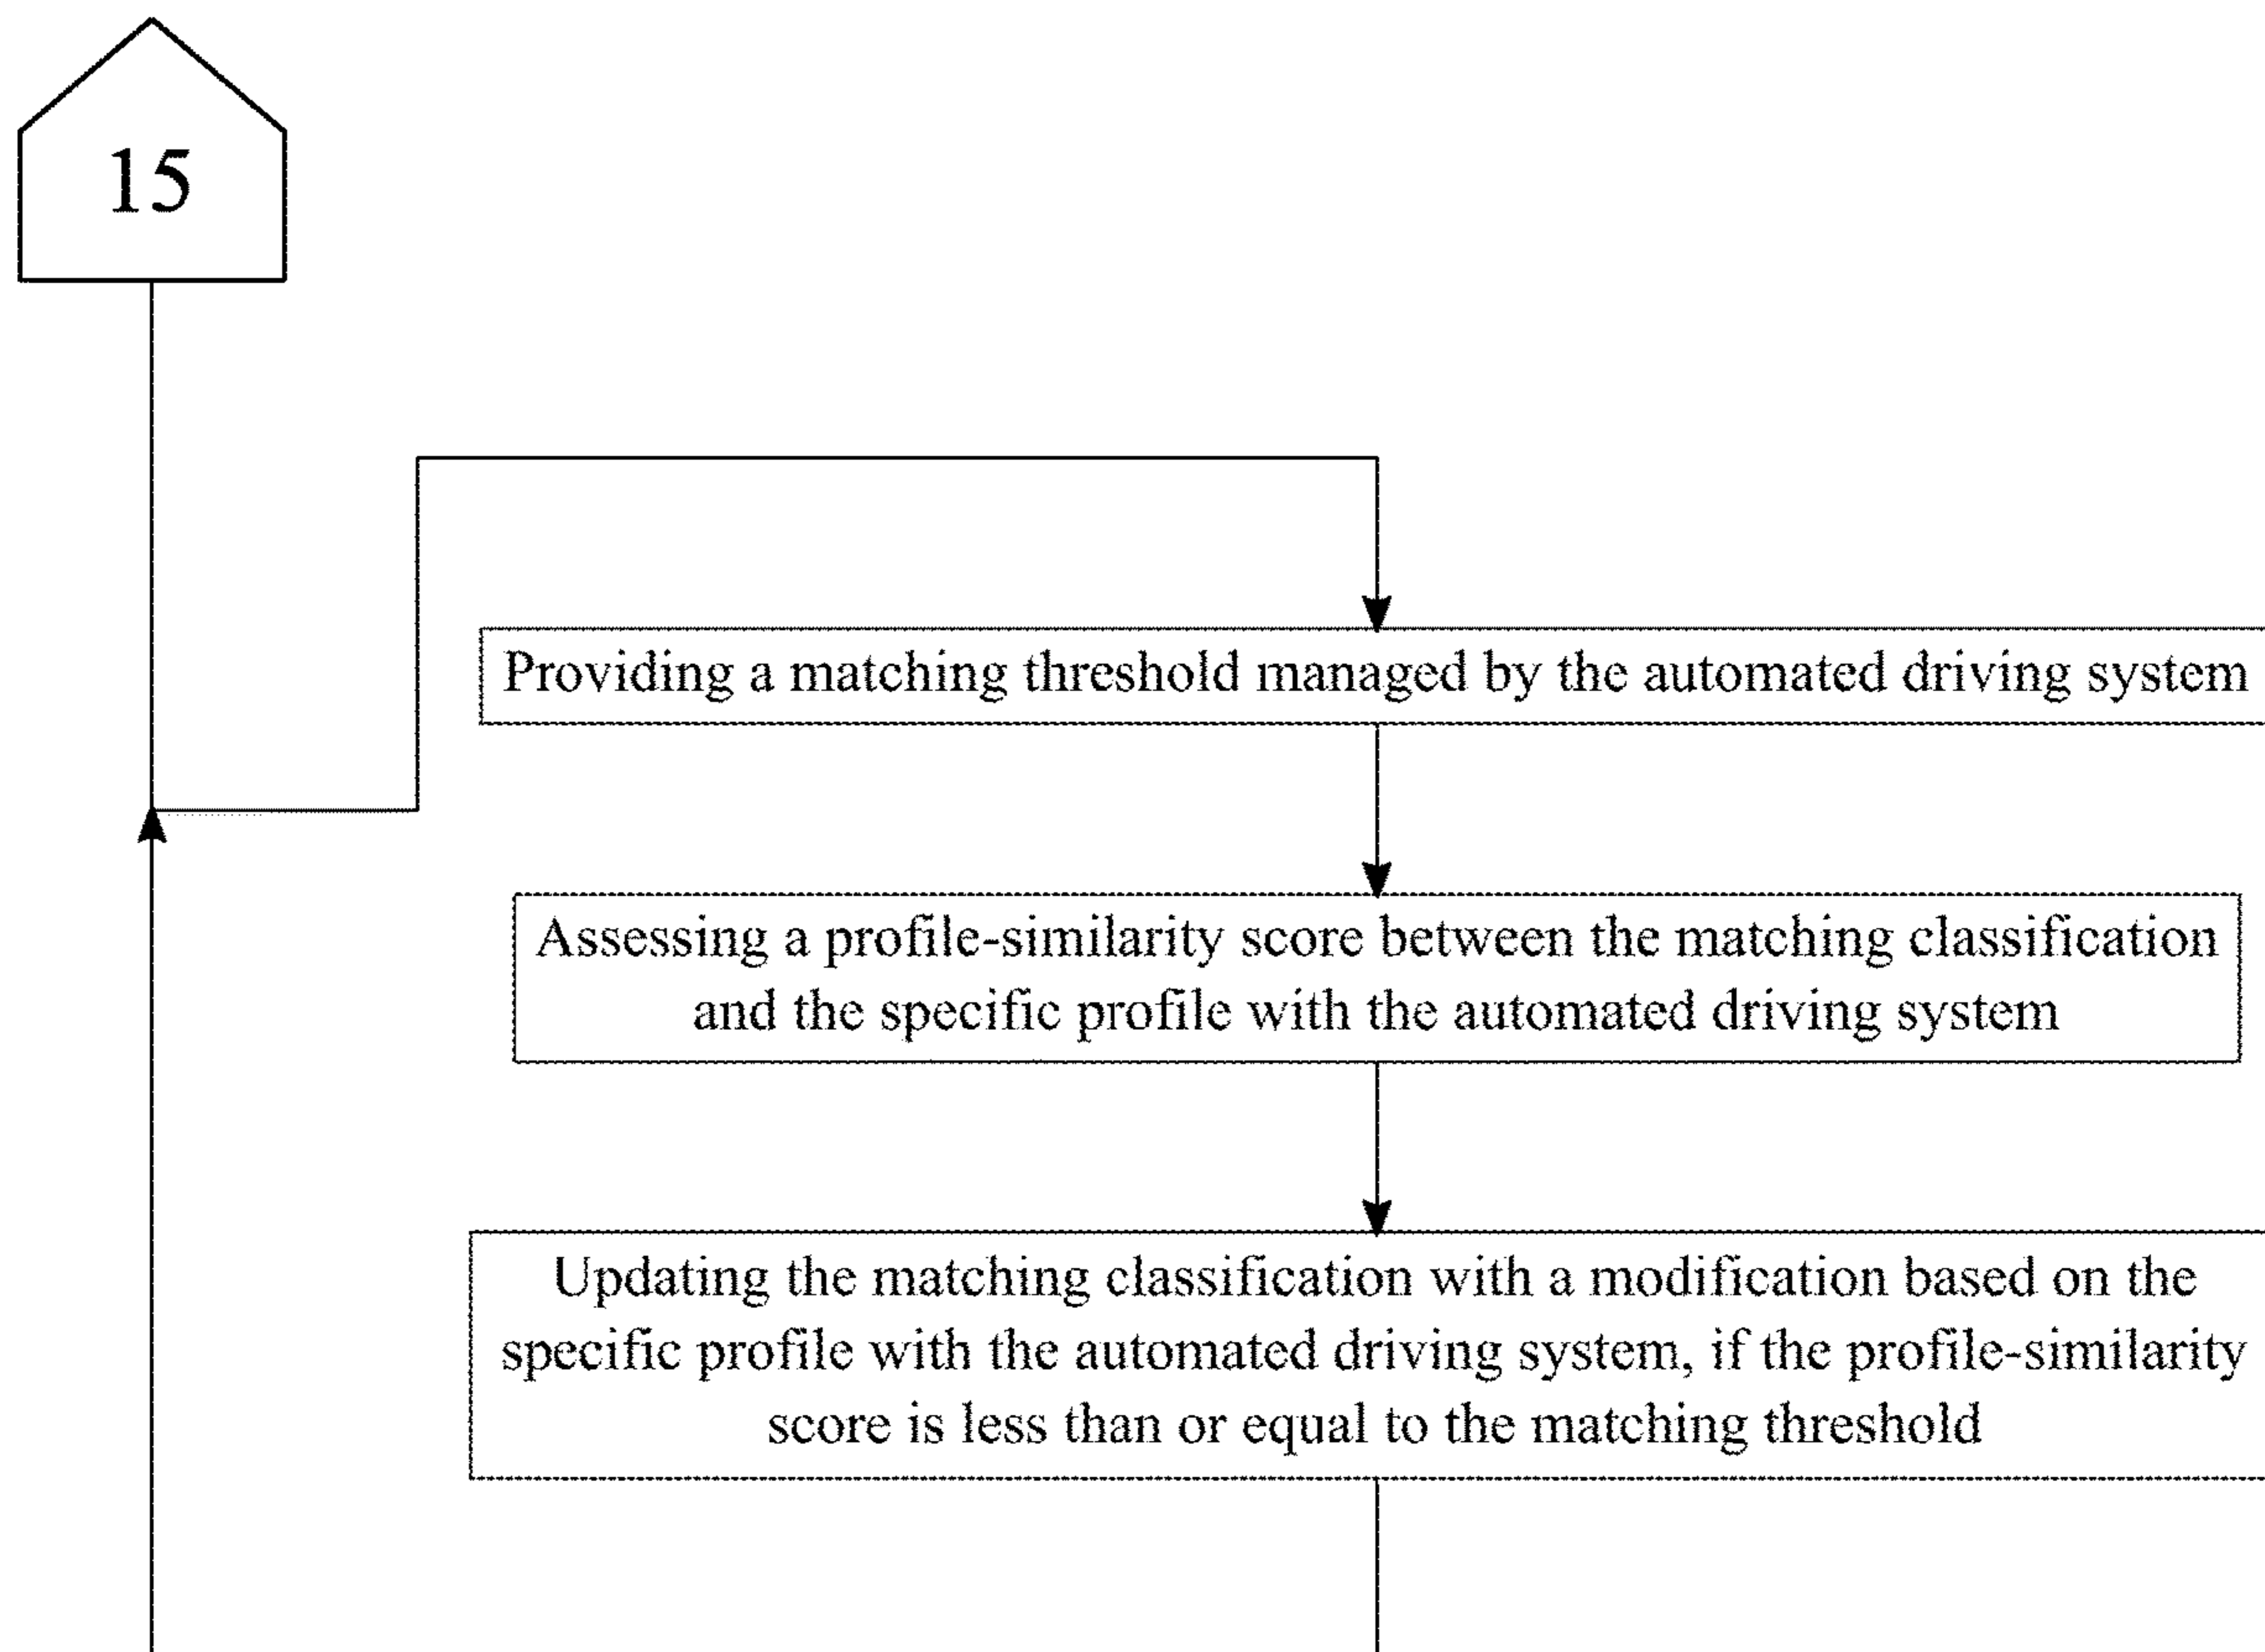 15
Providing a matching threshold managed by the automated driving system
Assessing a profile-similarity score between the matching classification
and the specific profile with the automated driving system
Updating the matching classification with a modification based on the
specific profile with the automated driving system, if the profile-similarity
score is less than or equal to the matching threshold